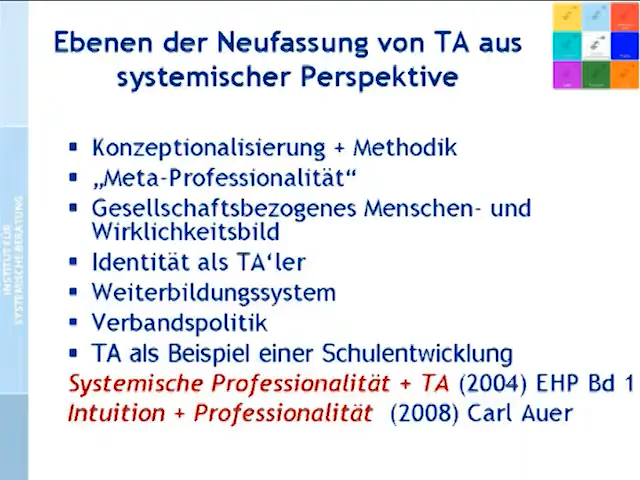 Ebenen der Neufassung von TA aus
systemischer Perspektive
▪ Konzeptionalisierung + Methodik
▪ „Meta-Professionalität“
▪ Gesellschaftsbezogenes Menschen- und
Wirklichkeitsbild
▪ Identität als TA‘ler
▪ Weiterbildungssystem
▪ Verbandspolitik
▪ TA als Beispiel einer Schulentwicklung
Systemische Professionalität + TA (2004) EHP Bd 1
Intuition + Professionalität (2008) Carl Auer
INSTITUT FÜR
SYSTEMISCHE BERATUNG